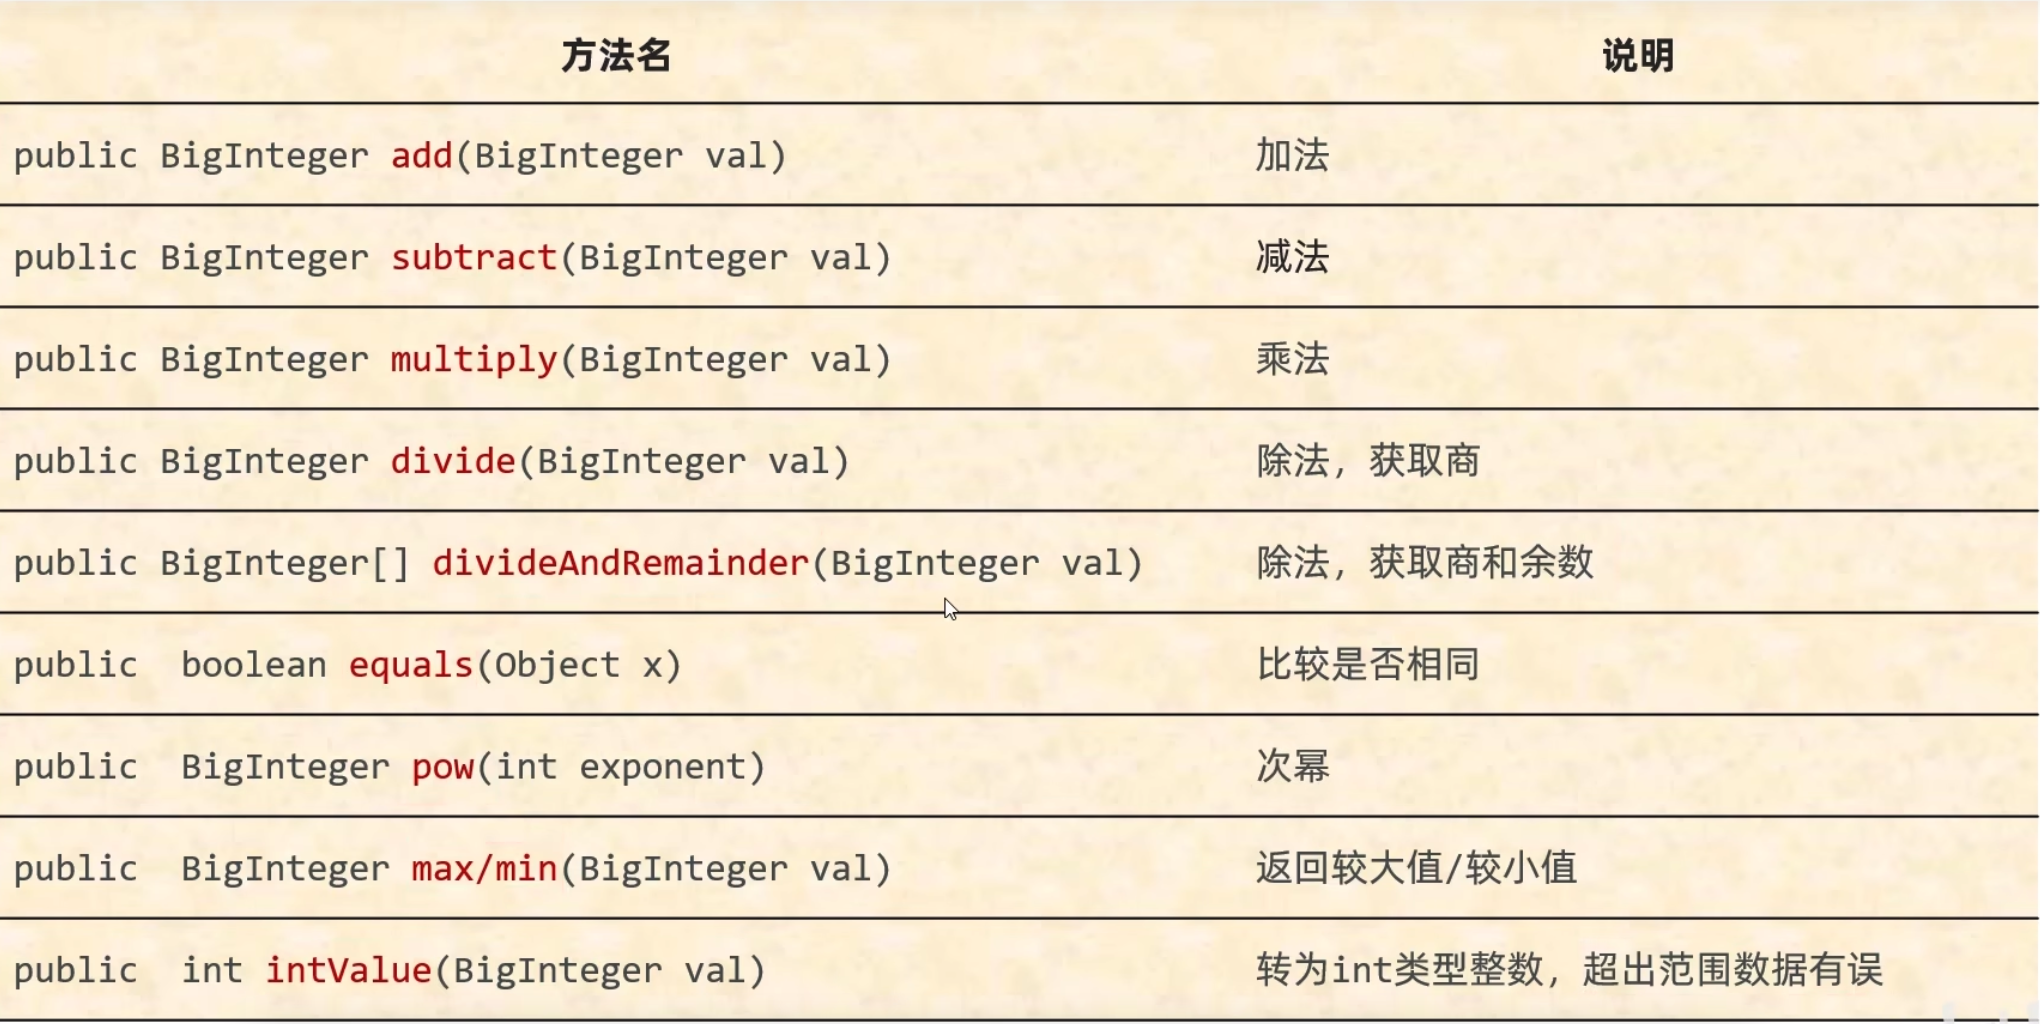 方法名 说明
public BigInteger add(BigInteger val) 加法
public BigInteger subtract(BigInteger val) 减法
public BigInteger multiply(BigInteger val) 乘法
public BigInteger divide(BigInteger val) 除法，获取商
public BigInteger[] divideAndRemainder(BigInteger val) 除法，获取商和余数
public  boolean equals(Object x) 比较是否相同
public  BigInteger pow(int exponent) 次幂
public  BigInteger max/min(BigInteger val) 返回较大值/较小值
public  int intValue(BigInteger val) 转为int类型整数，超出范围数据有误